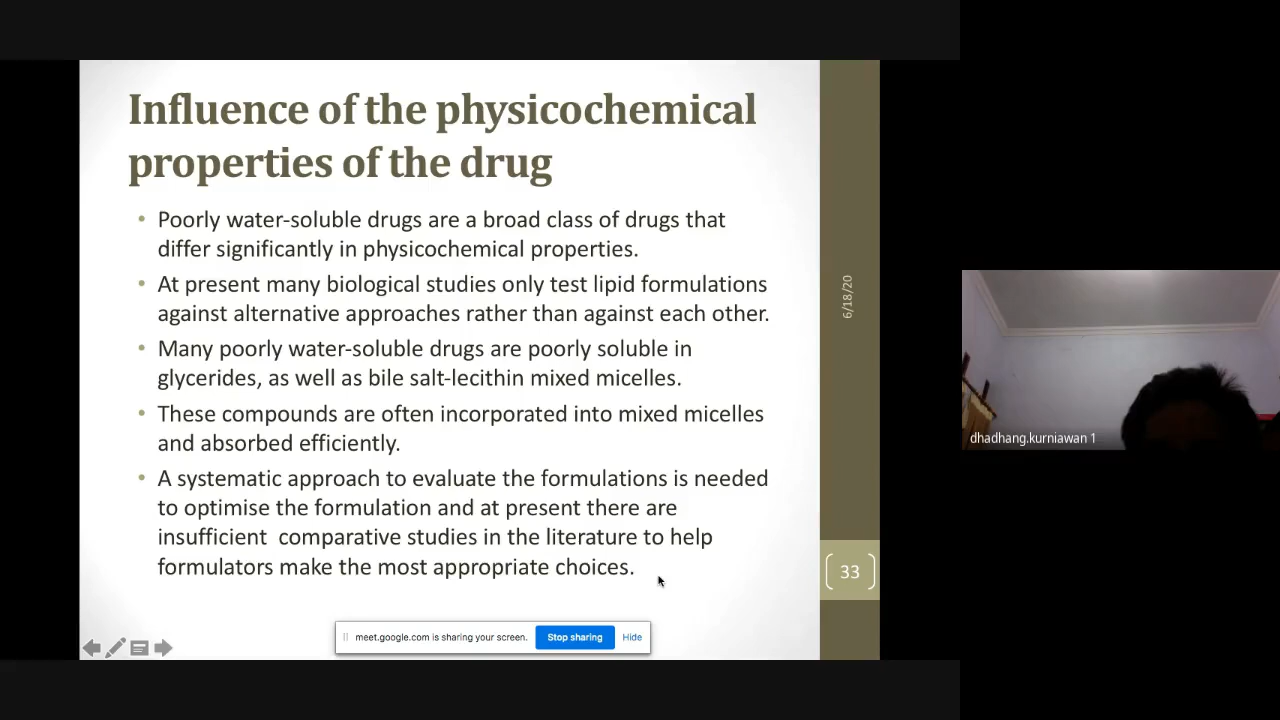 Influence of the physicochemical
properties of the drug
• Poorly water-soluble drugs are a broad class of drugs that
differ significantly in physicochemical properties.
• At present many biological studies only test lipid formulations
against alternative approaches rather than against each other.
• Many poorly water-soluble drugs are poorly soluble in
glycerides, as well as bile salt-lecithin mixed micelles.
• These compounds are often incorporated into mixed micelles
and absorbed efficiently.
• A systematic approach to evaluate the formulations is needed
to optimise the formulation and at present there are
insufficient  comparative studies in the literature to help
formulators make the most appropriate choices.
6/18/20
33
meet.google.com is sharing your screen.
Stop sharing
Hide
dhadhang.kurniawan 1